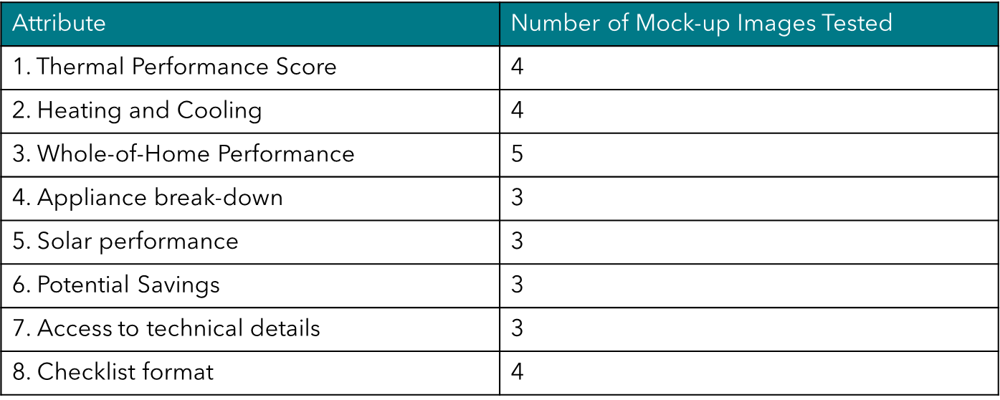 Attribute Number of Mock-up Images Tested
1. Thermal Performance Score 4
2. Heating and Cooling 4
3. Whole-of-Home Performance 5
4. Appliance break-down 3
5. Solar performance 3
6. Potential Savings 3
7. Access to technical details 3
8. Checklist format 4